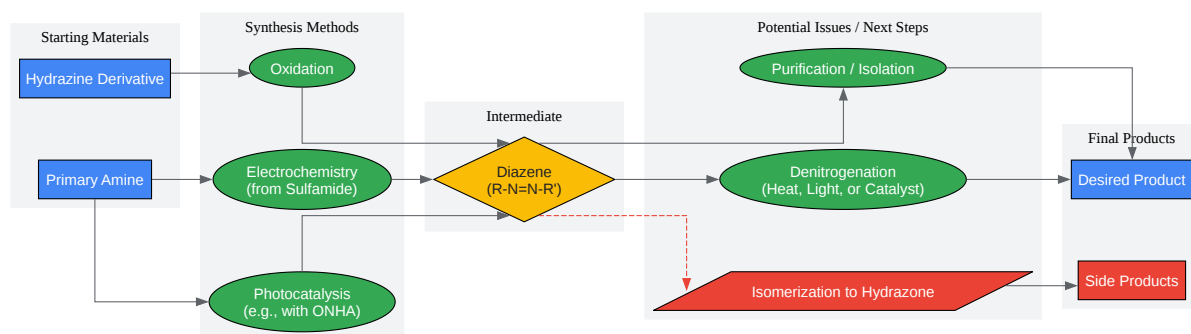 Starting Materials
Hydrazine Derivative
Primary Amine
Synthesis Methods
Oxidation
Electrochemistry
(from Sulfamide)
Photocatalysis
(e.g., with ONHA)
Intermediate
Diazene
(R-N=N-R')
Potential Issues / Next Steps
Purification / Isolation
Denitrogenation
(Heat, Light, or Catalyst)
Isomerization to Hydrazone
Final Products
Desired Product
Side Products